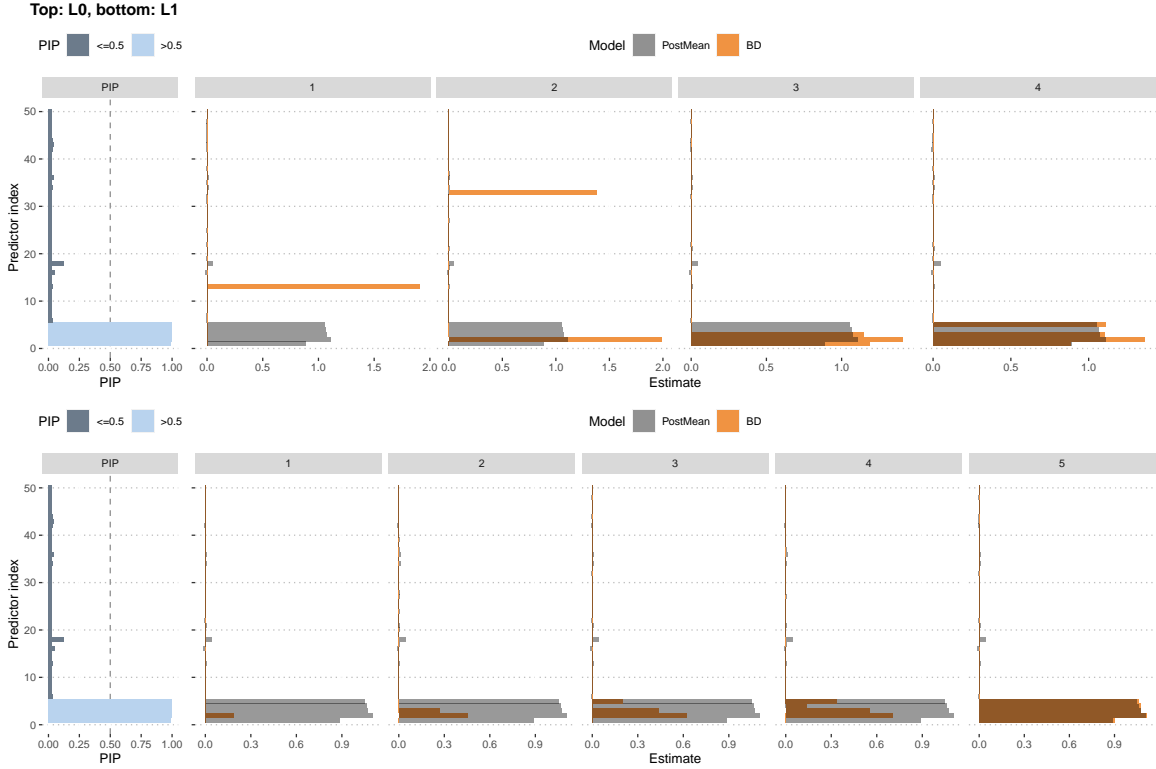 Top: L0, bottom: L1
PIP <=0.5 >0.5 Model PostMean BD
PIP 1 2 3 4
Predictor index
50
40
30
20
10
0
0.00 0.25 0.50 0.75 1.00 0.0 0.5 1.0 1.5 2.0 0.0 0.5 1.0 1.5 2.0 0.0 0.5 1.0 0.0 0.5 1.0
PIP Estimate
PIP <=0.5 >0.5 Model PostMean BD
PIP 1 2 3 4 5
Predictor index
50
40
30
20
10
0
0.00 0.25 0.50 0.75 1.00 0.0 0.3 0.6 0.9 0.0 0.3 0.6 0.9 0.0 0.3 0.6 0.9 0.0 0.3 0.6 0.9 0.0 0.3 0.6 0.9
PIP Estimate